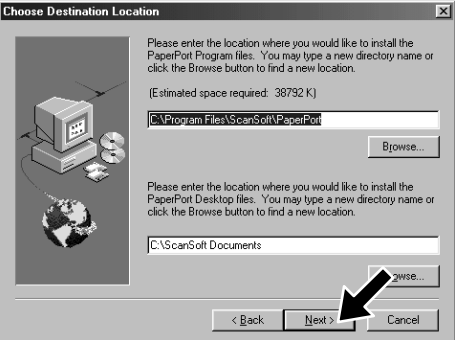 Choose Destination Location
Please enter the location where you would like to install the
PaperPort Program files. You may type a new directory name or
click the Browse button to find a new location.
(Estimated space required: 38792 K)
C:\Program Files\ScanSoft\PaperPort
Browse...
Please enter the location where you would like to install the
PaperPort Desktop files. You may type a new directory name or
click the Browse button to find a new location.
C:\ScanSoft Documents
< Back Next > Cancel